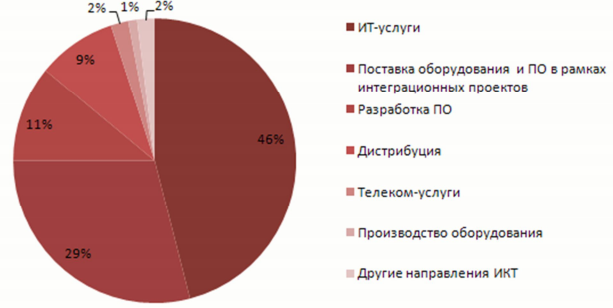 2%
1%
2%
9%
11%
46%
29%
ИТ-услуги
Поставка оборудования и ПО в рамках
интеграционных проектов
Разработка ПО
Дистрибуция
Телеком-услуги
Производство оборудования
Другие направления ИКТ